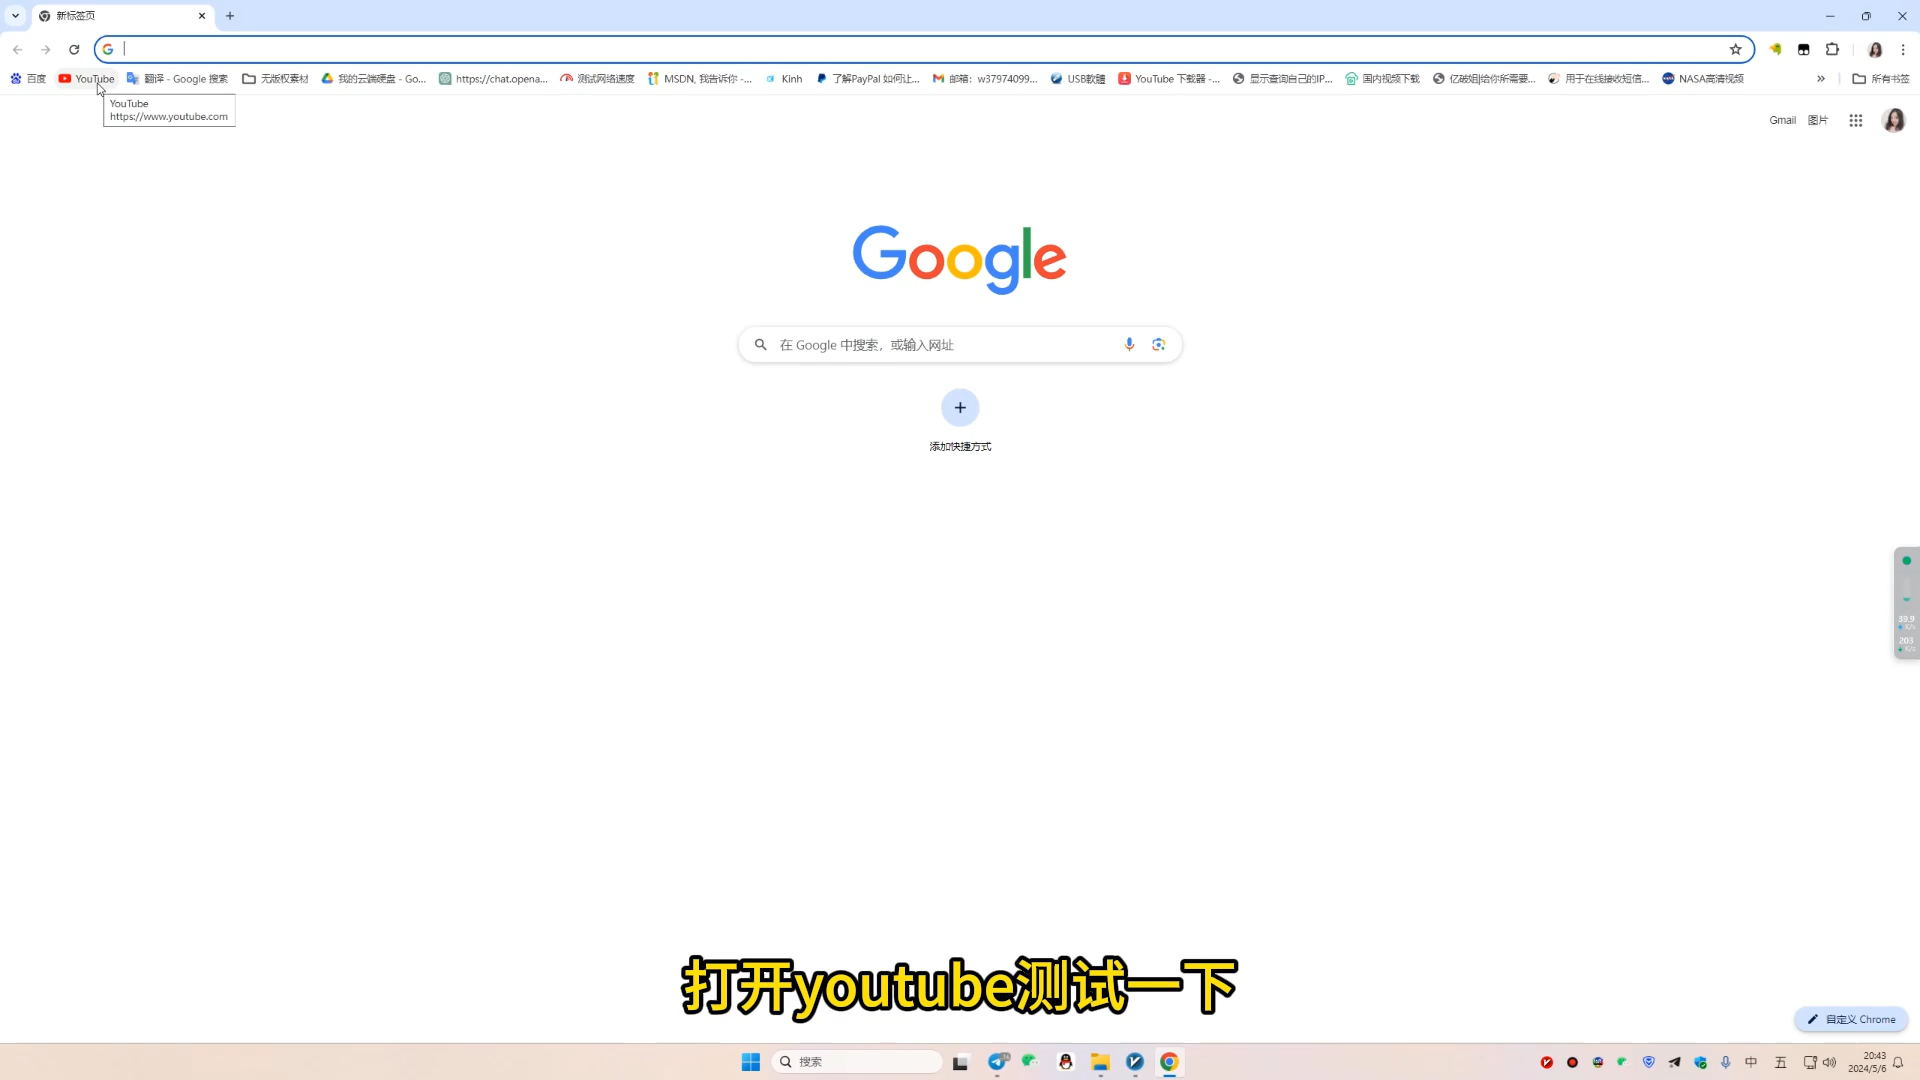 新标签页
百度
YouTube
翻译 - Google 搜索
无版权素材
我的云端硬盘 - Go...
https://chat.opena...
测试网络速度
MSDN, 我告诉你 -...
Kinh
了解PayPal 如何让...
邮箱：w37974099...
USB軟體
YouTube 下载器 -...
显示查询自己的IP...
国内视频下载
亿破姐|给你所需要...
用于在线接收短信...
NASA高清视频
»
所有书签
YouTube
https://www.youtube.com
Gmail
图片
Google
在 Google 中搜索，或输入网址
添加快捷方式
39.9
K/s
203
K/s
打开youtube测试一下
自定义 Chrome
搜索
中
五
20:43
2024/5/6